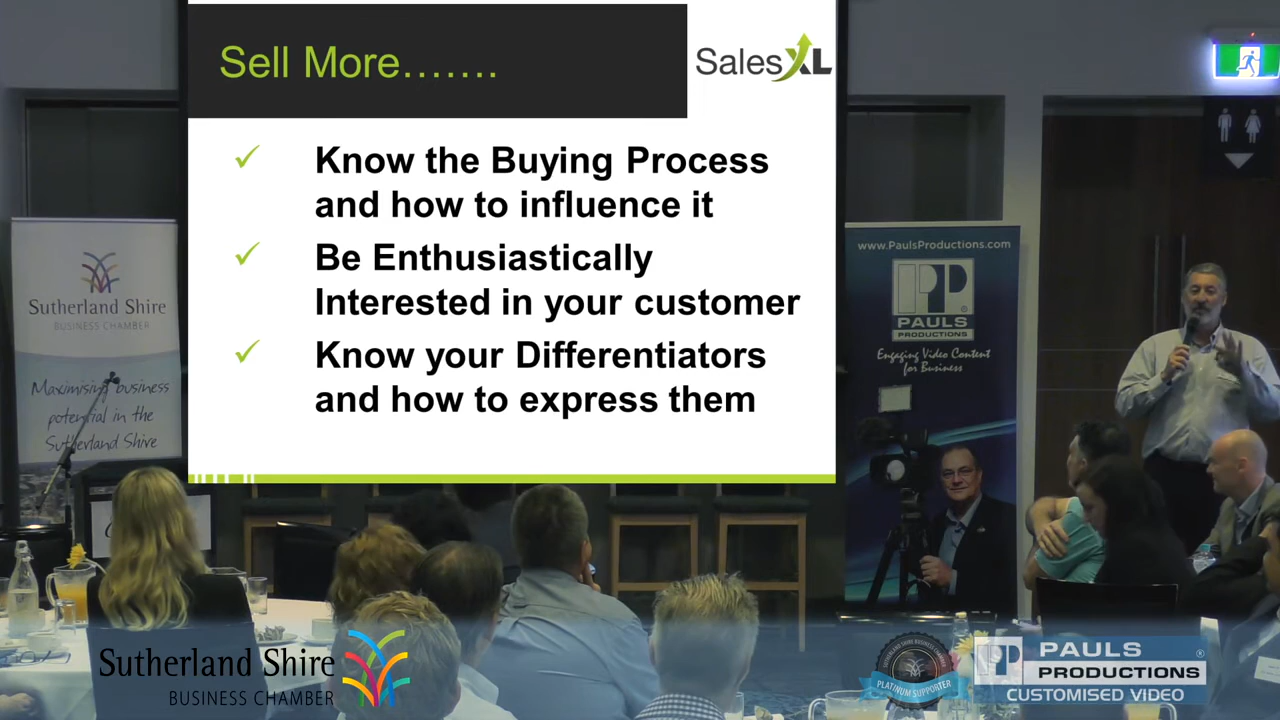 Sell More.......
SalesXL
Know the Buying Process
and how to influence it
Be Enthusiastically
Interested in your customer
Know your Differentiators
and how to express them
Sutherland Shire
BUSINESS CHAMBER
Maximising business
potential in the
Sutherland Shire
www.PaulsProductions.com
PP
PAULS
PRODUCTIONS
Engaging Video Content
for Business
Sutherland Shire
BUSINESS CHAMBER
PLATINUM SUPPORTER
PP
PAULS
PRODUCTIONS
CUSTOMISED VIDEO